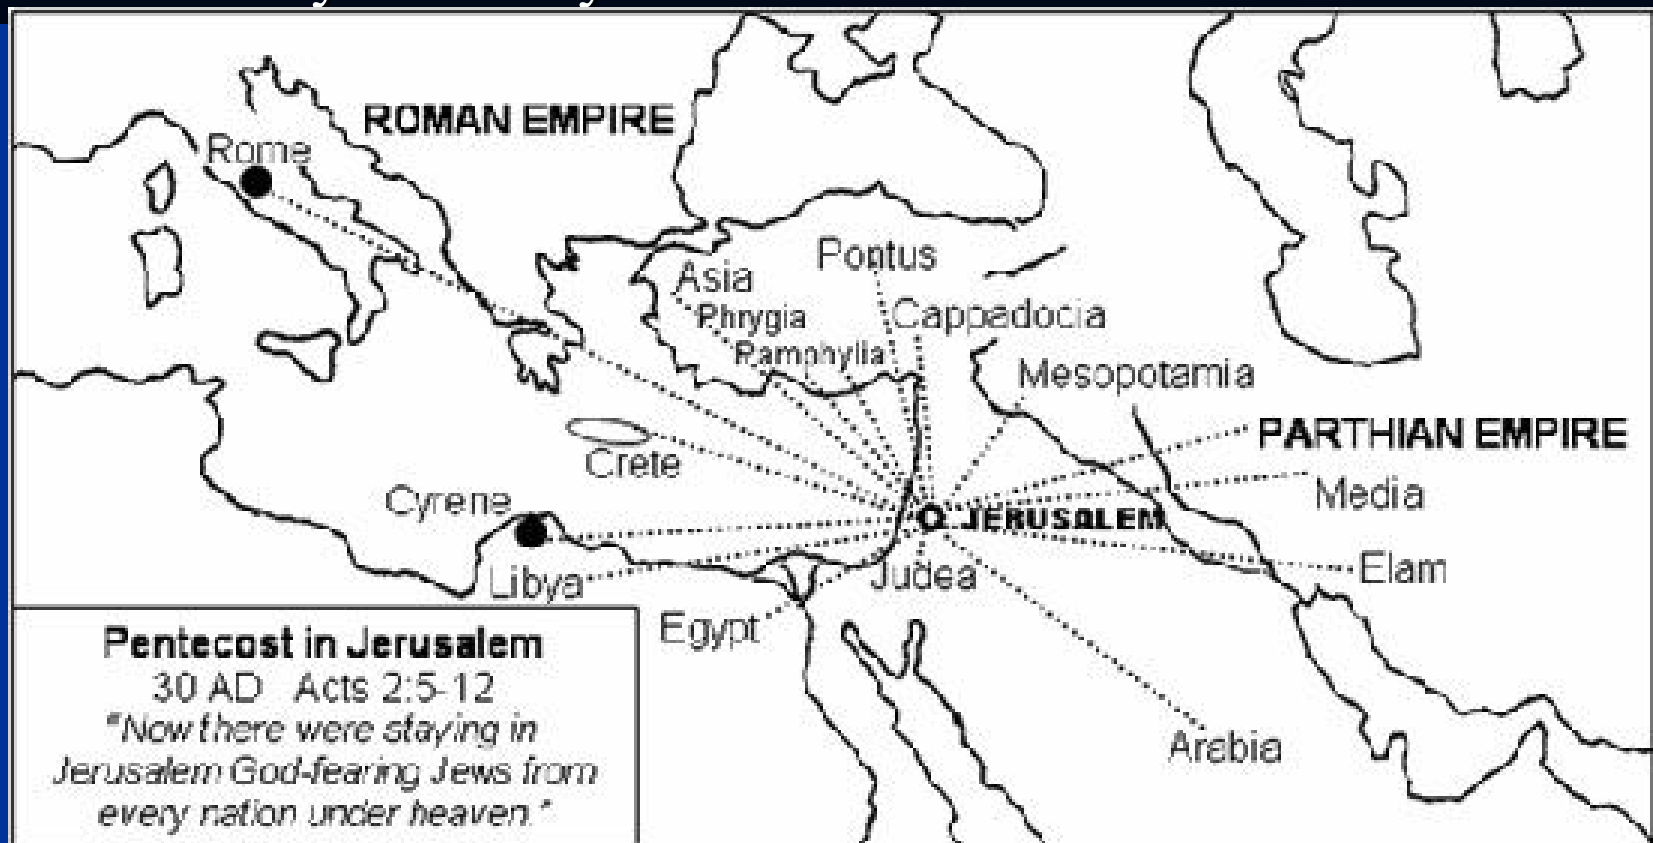 ROMAN EMPIRE
Rome
Pontus
Asia
Cappadocia
Phrygia
Pamphylia
Mesopotamia
PARTHIAN EMPIRE
Crete
Media
Cyrene
JERUSALEM
Elam
Judea
Libya
Egypt
Arabia
Pentecost in Jerusalem
30 AD Acts 2:5-12
"Now there were staying in
Jerusalem God-fearing Jews from
every nation under heaven."